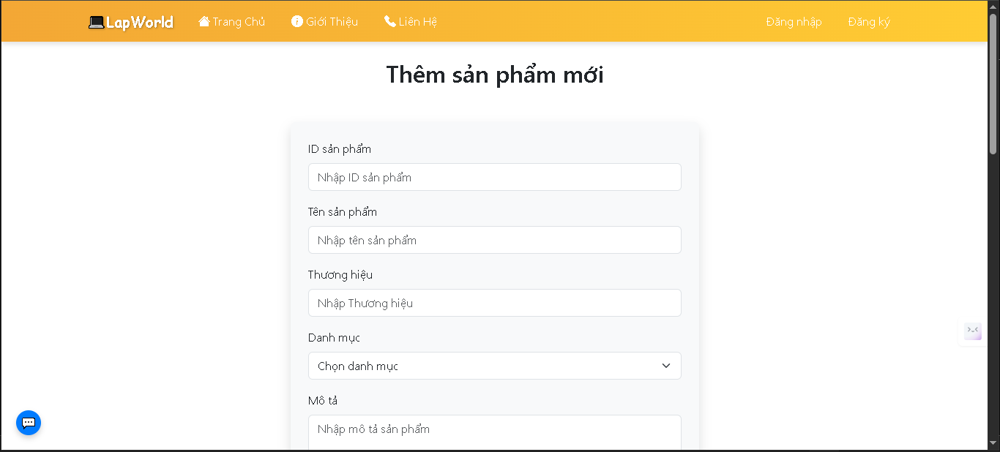 LapWorld Trang Chủ Giới Thiệu Liên Hệ Đăng nhập Đăng ký
Thêm sản phẩm mới
ID sản phẩm
Nhập ID sản phẩm
Tên sản phẩm
Nhập tên sản phẩm
Thương hiệu
Nhập Thương hiệu
Danh mục
Chọn danh mục
Mô tả
Nhập mô tả sản phẩm